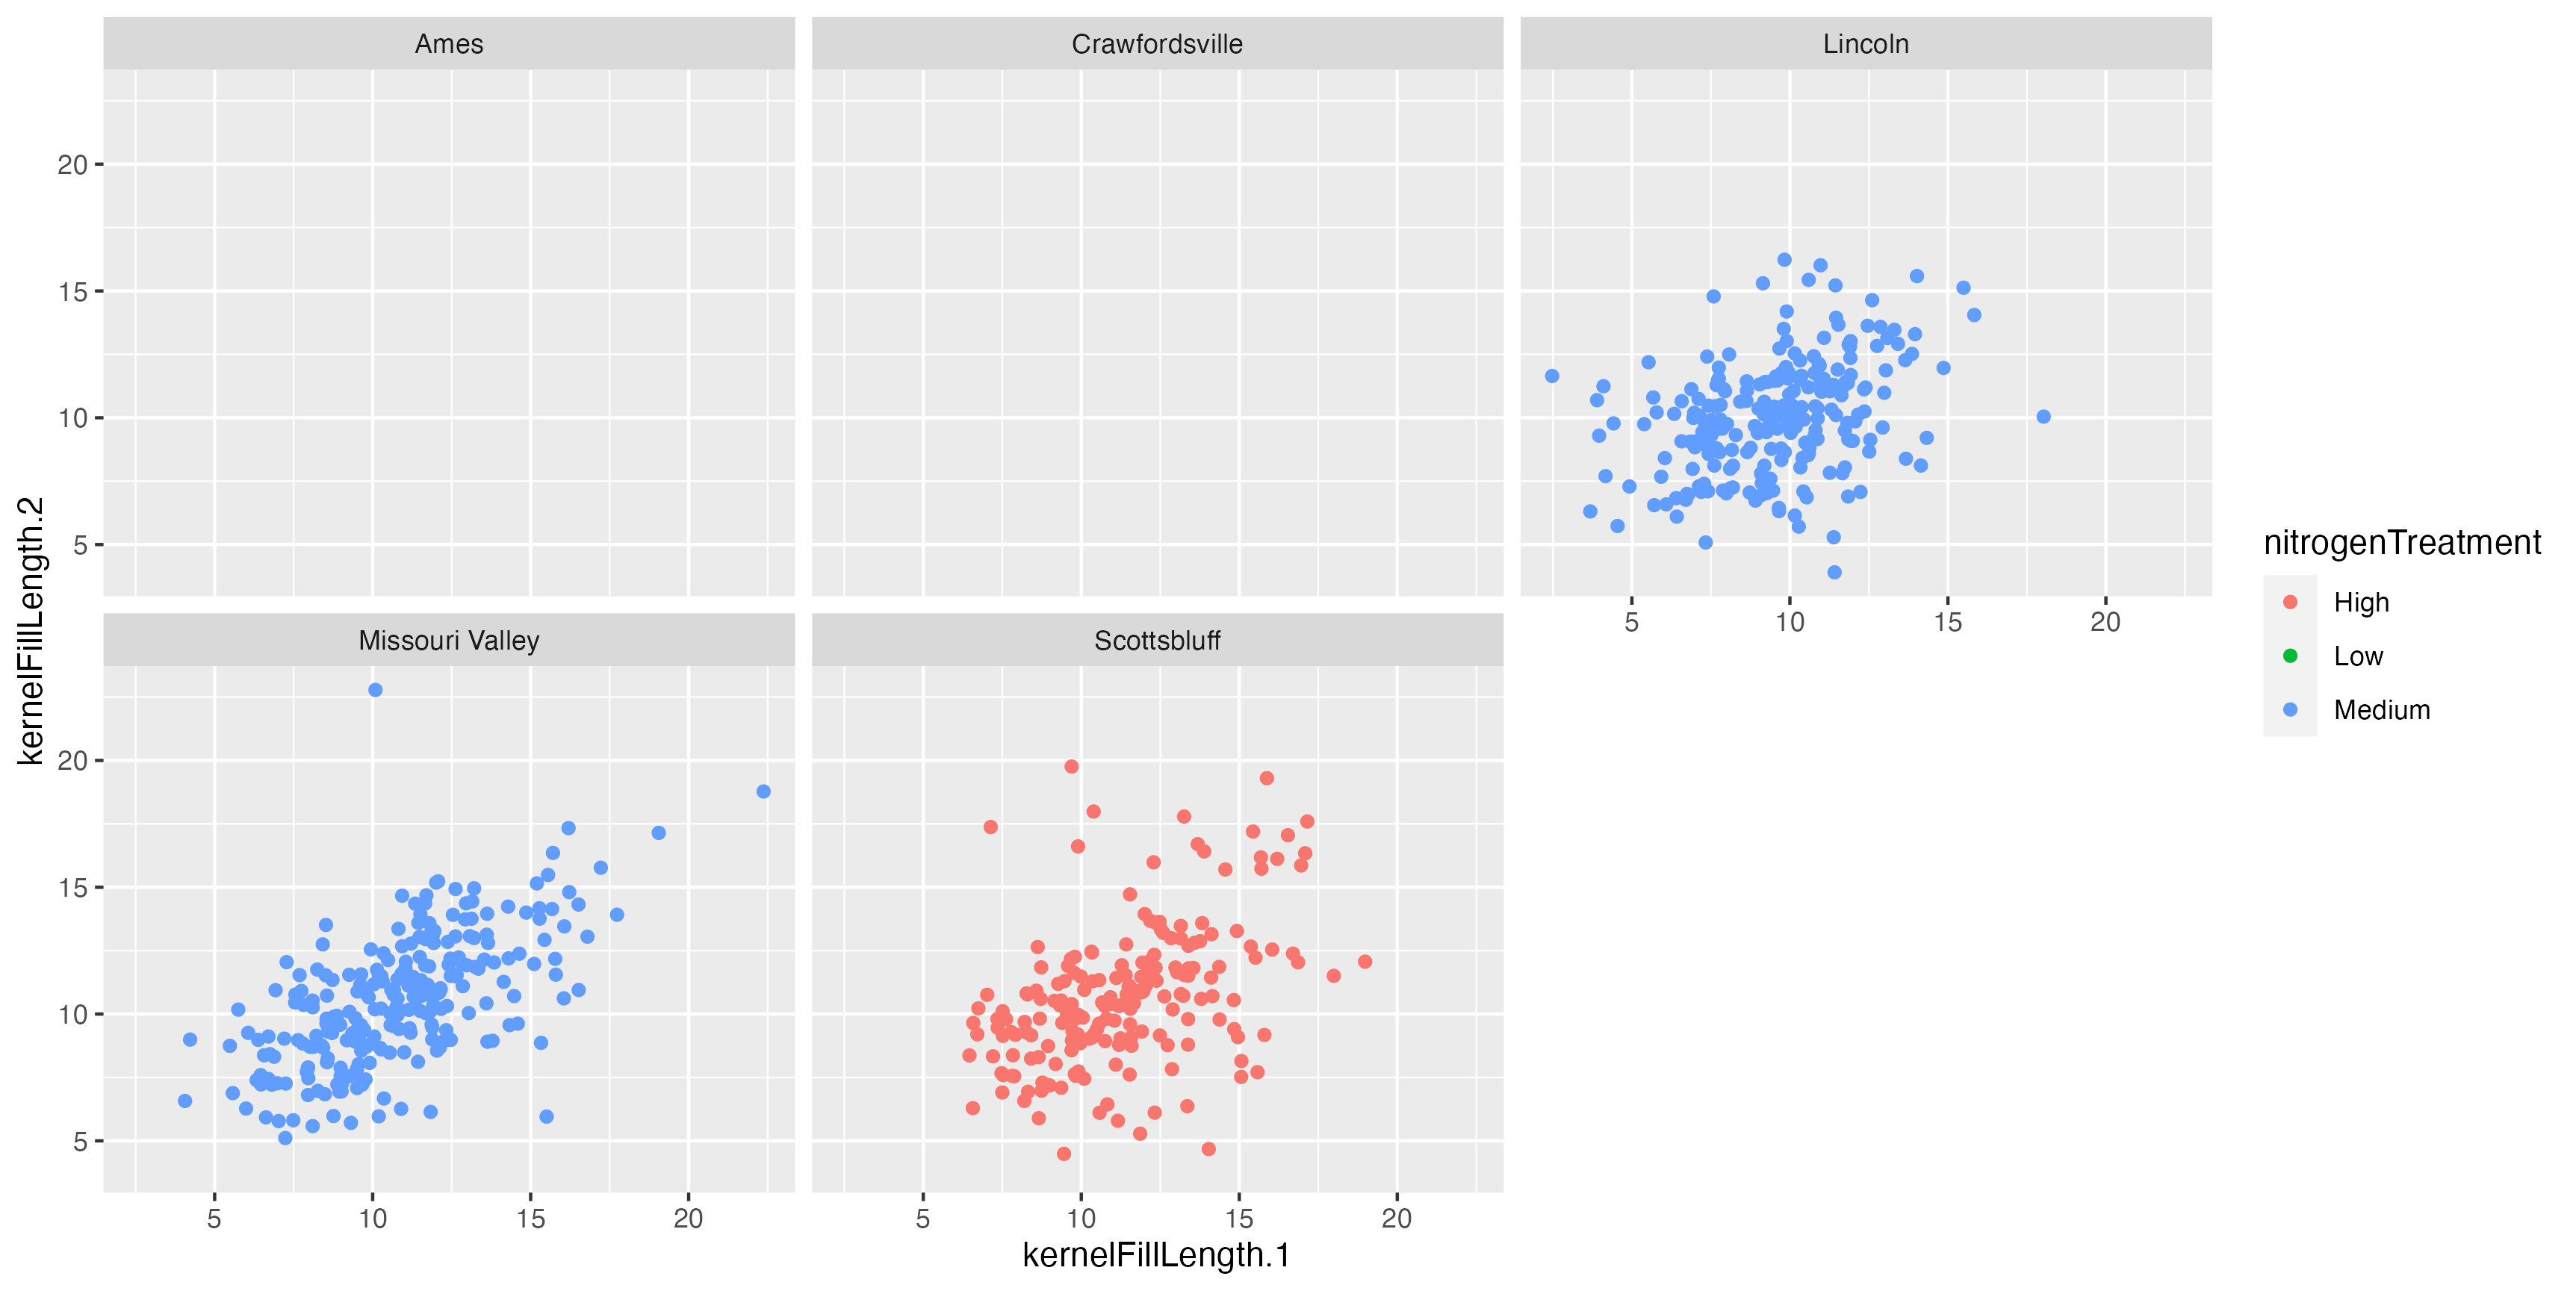 Ames
Crawfordsville
Lincoln
20
15
10
5
5 10 15 20
Missouri Valley
Scottsbluff
20
15
10
5
5 10 15 20
5 10 15 20
kernelFillLength.1
kernelFillLength.2
nitrogenTreatment
High
Low
Medium